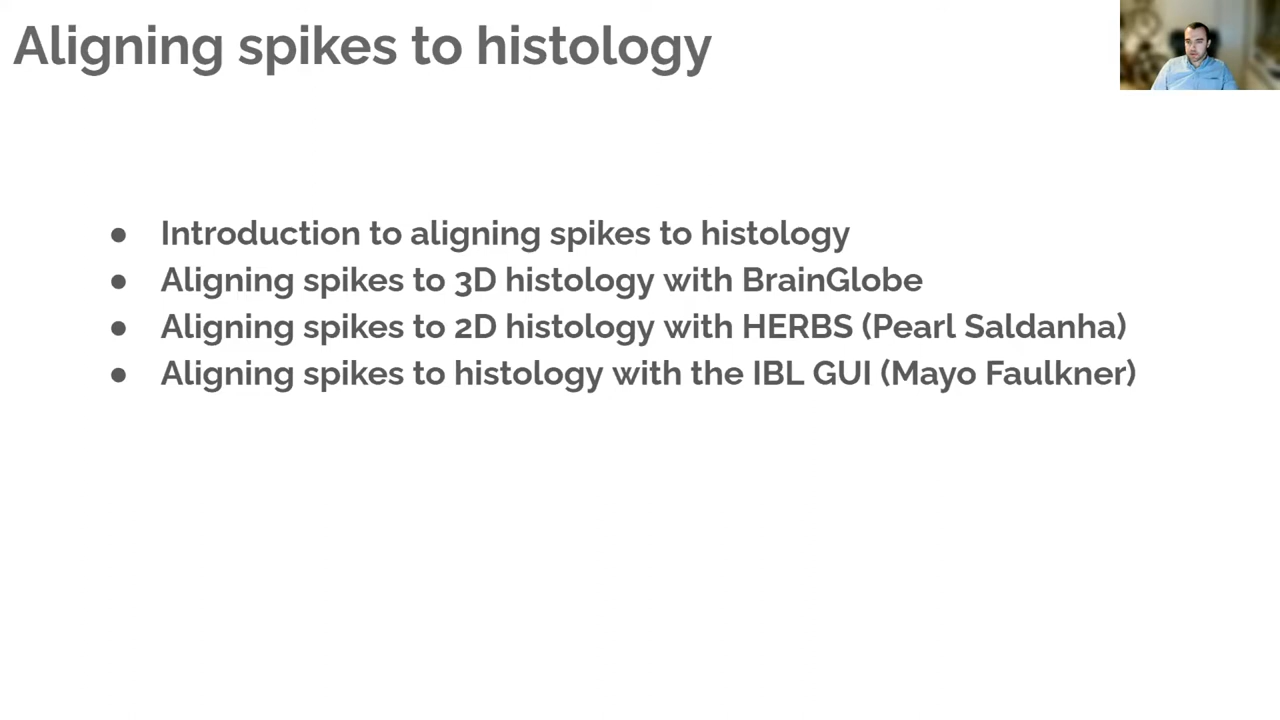 Aligning spikes to histology
● Introduction to aligning spikes to histology
● Aligning spikes to 3D histology with BrainGlobe
● Aligning spikes to 2D histology with HERBS (Pearl Saldanha)
● Aligning spikes to histology with the IBL GUI (Mayo Faulkner)